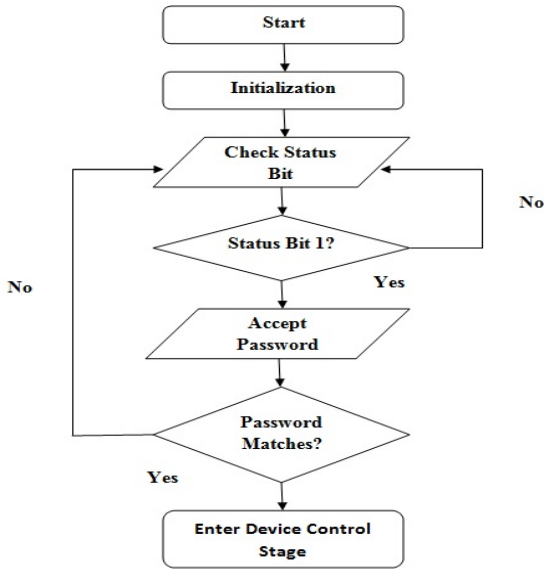 Start
Initialization
Check Status
Bit
No
Status Bit 1?
Yes
No
Accept
Password
Password
Matches?
Yes
Enter Device Control
Stage